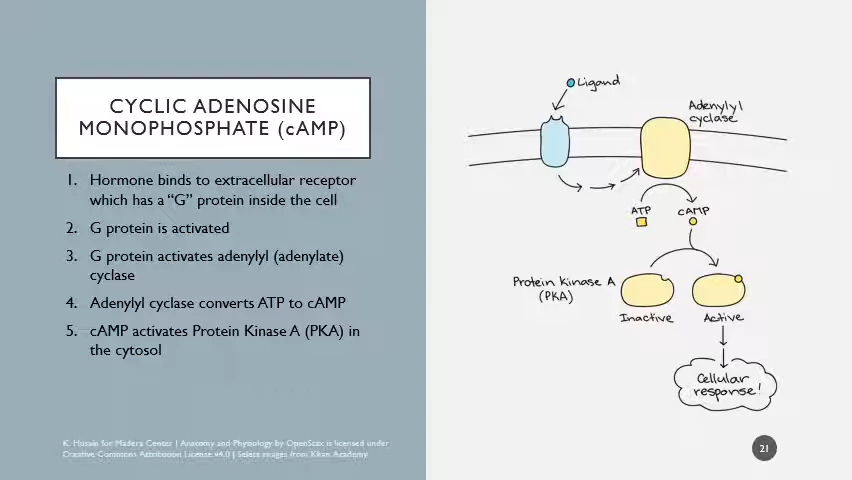 CYCLIC ADENOSINE
MONOPHOSPHATE (cAMP)
1. Hormone binds to extracellular receptor
which has a “G” protein inside the cell
2. G protein is activated
3. G protein activates adenylyl (adenylate)
cyclase
4. Adenylyl cyclase converts ATP to cAMP
5. cAMP activates Protein Kinase A (PKA) in
the cytosol
K. Husain for Madera Center | Anatomy and Physiology by OpenStax is licensed under
Creative Commons Attribution License v4.0 | Select images from Khan Academy
Ligand
Adenylyl
cyclase
ATP
cAMP
Protein Kinase A
(PKA)
Inactive
Active
Cellular
response!
21